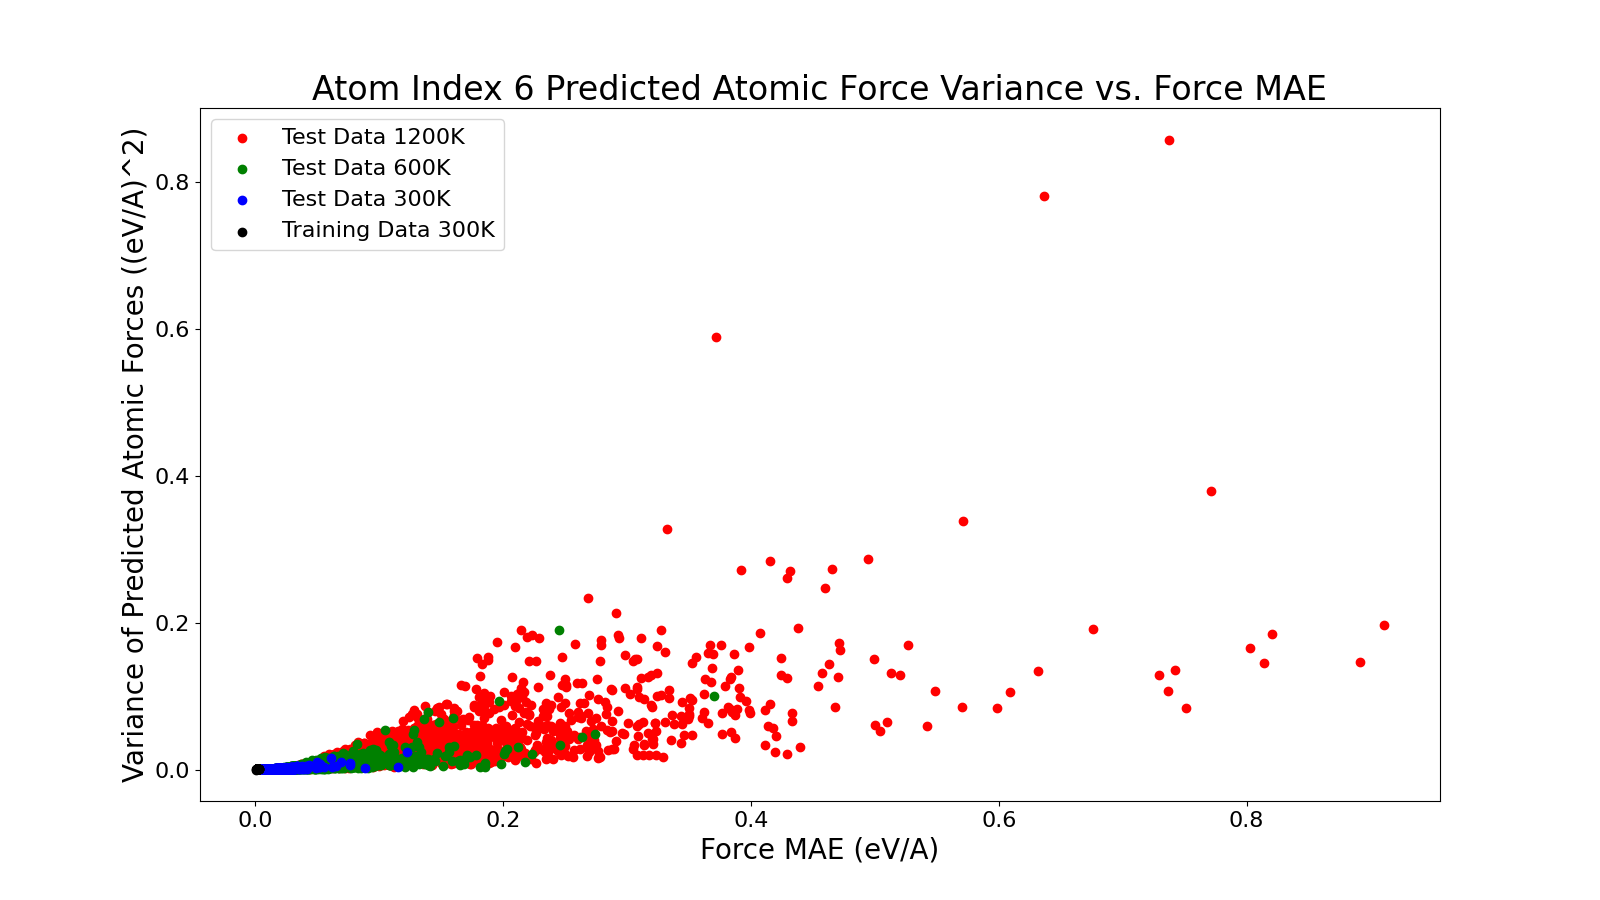 Atom Index 6 Predicted Atomic Force Variance vs. Force MAE
Test Data 1200K
Test Data 600K
Test Data 300K
Training Data 300K
Variance of Predicted Atomic Forces ((eV/A)^2)
0.8
0.6
0.4
0.2
0.0
0.0 0.2 0.4 0.6 0.8
Force MAE (eV/A)